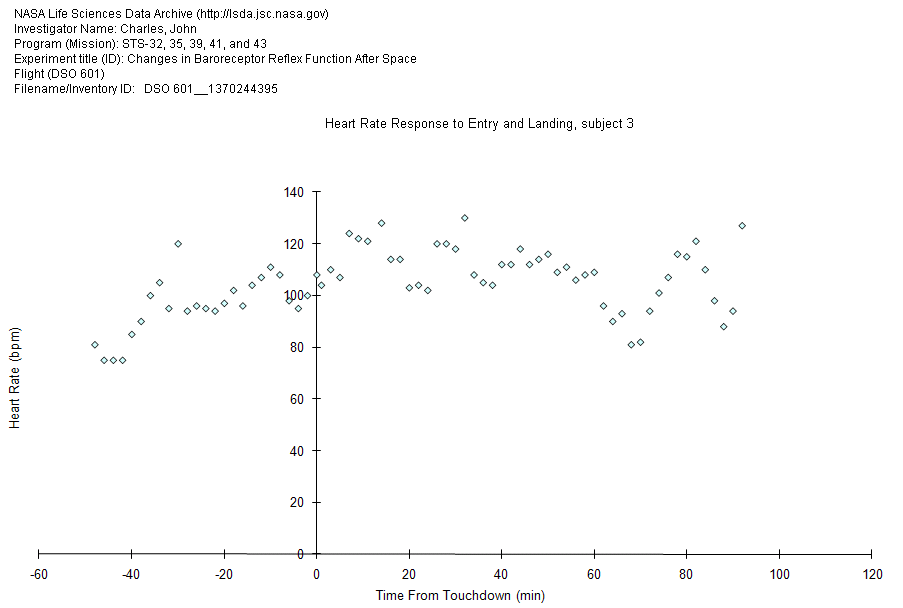 NASA Life Sciences Data Archive (http://lsda.jsc.nasa.gov)
Investigator Name: Charles, John
Program (Mission): STS-32, 35, 39, 41, and 43
Experiment title (ID): Changes in Baroreceptor Reflex Function After Space
Flight (DSO 601)
Filename/Inventory ID: DSO 601__1370244395
Heart Rate Response to Entry and Landing, subject 3
140
120
100
80
60
40
20
0
Heart Rate (bpm)
-60 -40 -20 0 20 40 60 80 100 120
Time From Touchdown (min)